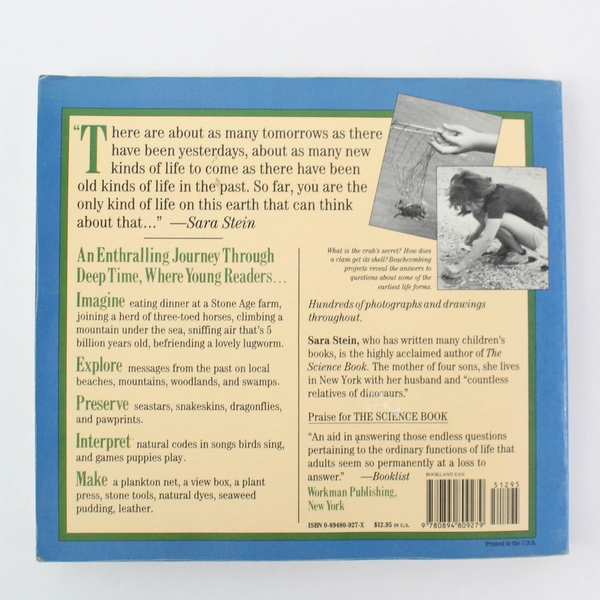 "There are about as many tomorrows as there
have been yesterdays, about as many new
kinds of life to come as there have been
old kinds of life in the past. So far, you are the
only kind of life on this earth that can think
about that..." —Sara Stein
An Enthralling Journey Through
Deep Time, Where Young Readers...
Imagine eating dinner at a Stone Age farm,
joining a herd of three-toed horses, climbing a
mountain under the sea, sniffing air that's 5
billion years old, befriending a lovely lugworm.
Explore messages from the past on local
beaches, mountains, woodlands, and swamps.
Preserve seastars, snakeskins, dragonflies,
and pawprints.
Interpret natural codes in songs birds sing,
and games puppies play.
Make a plankton net, a view box, a plant
press, stone tools, natural dyes, seaweed
pudding, leather.
What is the crab's secret? How does
a clam get its shell? Beachcombing
projects reveal the answers to
questions about some of the
earliest life forms.
Hundreds of photographs and drawings
throughout.
Sara Stein, who has written many children's
books, is the highly acclaimed author of The
Science Book. The mother of four sons, she lives
in New York with her husband and "countless
relatives of dinosaurs."
Praise for THE SCIENCE BOOK
"An aid in answering those endless questions
pertaining to the ordinary functions of life that
adults seem so permanently at a loss to
answer." —Booklist
BOOKLAND EAN
Workman Publishing,
New York
ISBN 0-89480-927-X $12.95 IN U.S.
51295
9 780894 809279
Printed in the U.S.A.